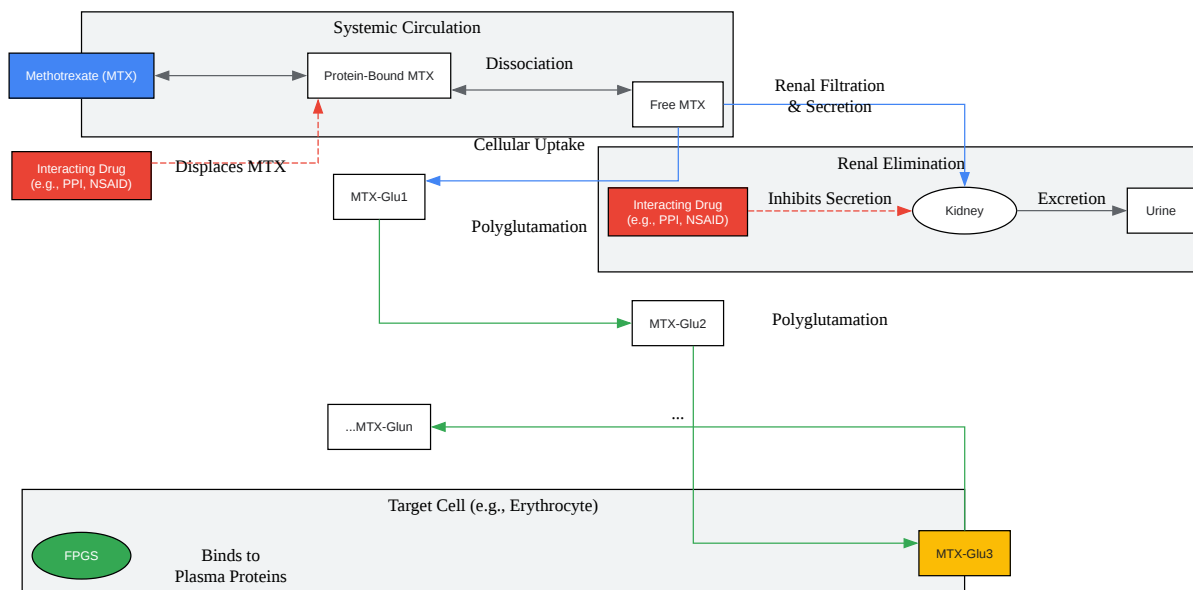 Systemic Circulation
Methotrexate (MTX)
Protein-Bound MTX
Dissociation
Free MTX
Renal Filtration
& Secretion
Interacting Drug
(e.g., PPI, NSAID)
Displaces MTX
Cellular Uptake
Renal Elimination
MTX-Glu1
Polyglutamation
Interacting Drug
(e.g., PPI, NSAID)
Inhibits Secretion
Kidney
Excretion
Urine
MTX-Glu2
Polyglutamation
...MTX-Glun
...
Target Cell (e.g., Erythrocyte)
FPGS
Binds to
Plasma Proteins
MTX-Glu3